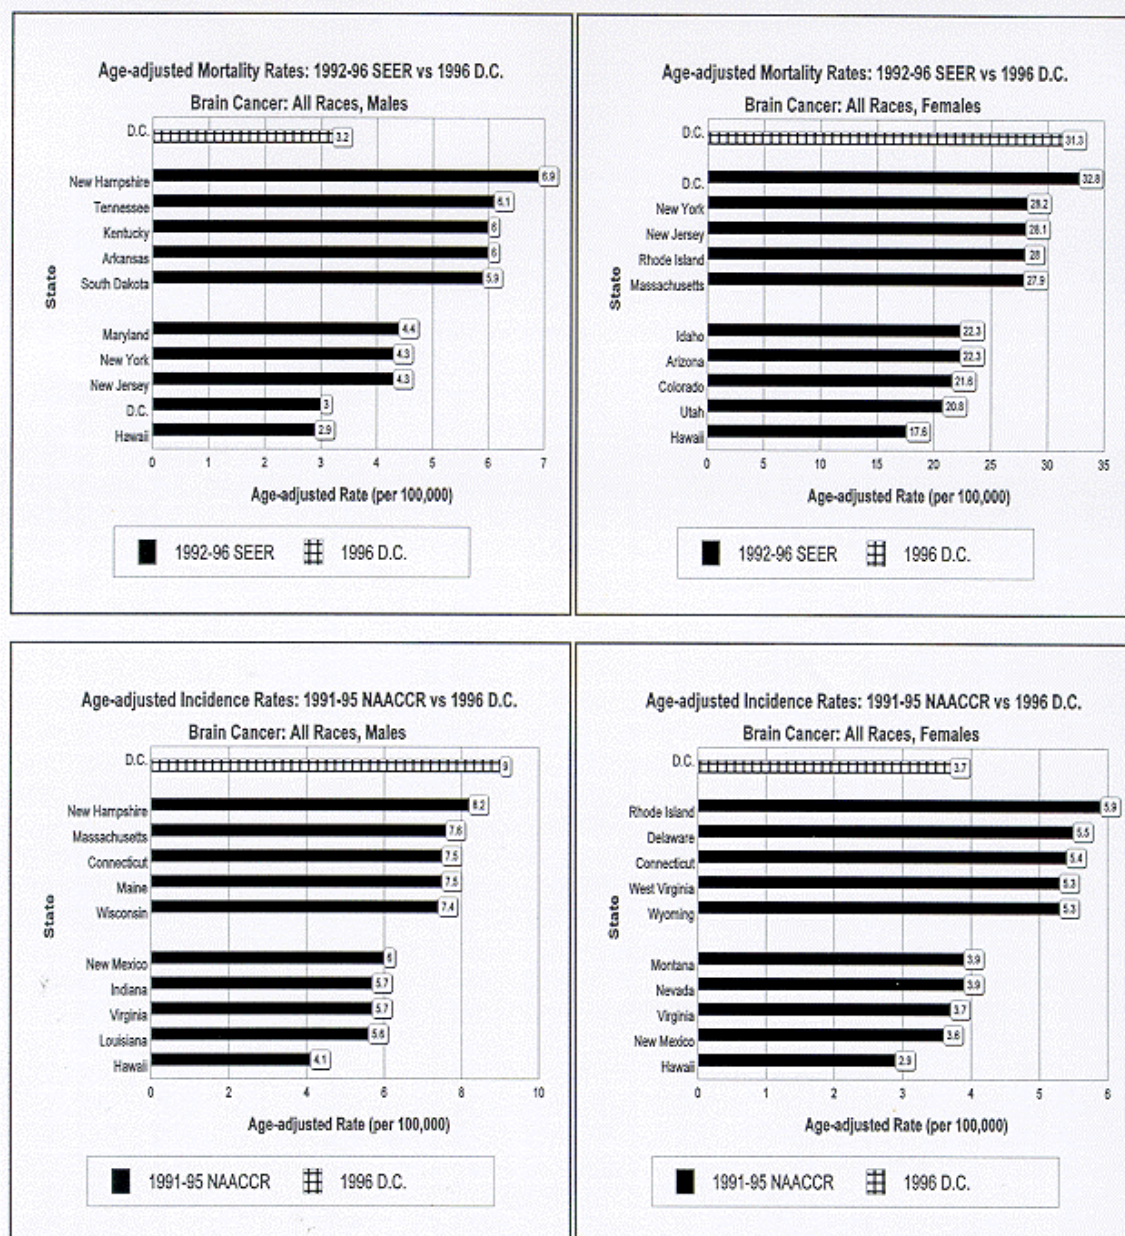 Age-adjusted Mortality Rates: 1992-96 SEER vs 1996 D.C.
Brain Cancer: All Races, Males
State
D.C. 3.2
New Hampshire 6.9
Tennessee 6.1
Kentucky 6
Arkansas 6
South Dakota 5.9
Maryland 4.4
New York 4.3
New Jersey 4.3
D.C. 3
Hawaii 2.9
0 1 2 3 4 5 6 7
Age-adjusted Rate (per 100,000)
1992-96 SEER 1996 D.C.
Age-adjusted Mortality Rates: 1992-96 SEER vs 1996 D.C.
Brain Cancer: All Races, Females
State
D.C. 31.3
D.C. 32.8
New York 28.2
New Jersey 28.1
Rhode Island 28
Massachusetts 27.9
Idaho 22.3
Arizona 22.3
Colorado 21.6
Utah 20.8
Hawaii 17.6
0 5 10 15 20 25 30 35
Age-adjusted Rate (per 100,000)
1992-96 SEER 1996 D.C.
Age-adjusted Incidence Rates: 1991-95 NAACCR vs 1996 D.C.
Brain Cancer: All Races, Males
State
D.C. 9
New Hampshire 8.2
Massachusetts 7.6
Connecticut 7.5
Maine 7.5
Wisconsin 7.4
New Mexico 6
Indiana 5.7
Virginia 5.7
Louisiana 5.6
Hawaii 4.1
0 2 4 6 8 10
Age-adjusted Rate (per 100,000)
1991-95 NAACCR 1996 D.C.
Age-adjusted Incidence Rates: 1991-95 NAACCR vs 1996 D.C.
Brain Cancer: All Races, Females
State
D.C. 3.7
Rhode Island 5.9
Delaware 5.5
Connecticut 5.4
West Virginia 5.3
Wyoming 5.3
Montana 3.9
Nevada 3.9
Virginia 3.7
New Mexico 3.6
Hawaii 2.9
0 1 2 3 4 5 6
Age-adjusted Rate (per 100,000)
1991-95 NAACCR 1996 D.C.